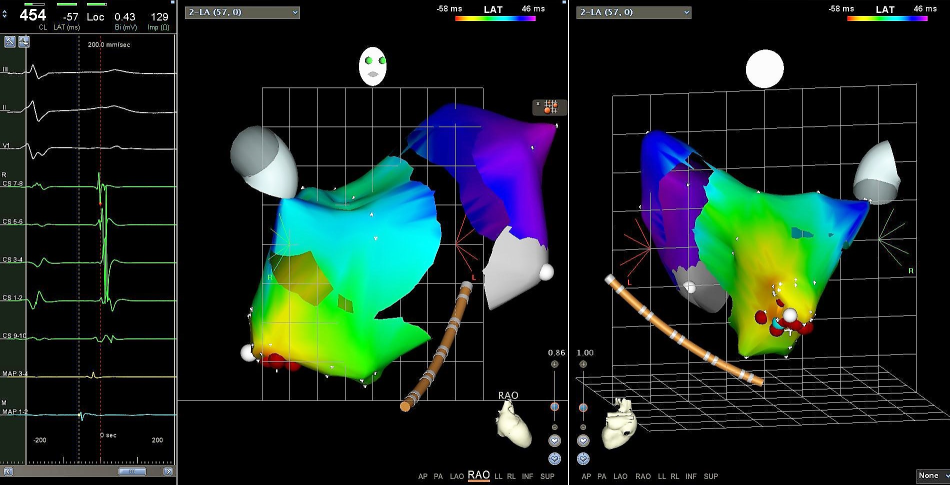 454 -57 Loc 0.43 129
CL LAT (ms) Bi (mV) Imp (Ω)
200.0 mm/sec
III
II
V1
R
CS 7-8
CS 5-6
CS 3-4
CS 1-2
CS 9-10
MAP 3-4
M
MAP 1-2
-200 0 sec 200
2-LA (57, 0)
-58 ms LAT 46 ms
R
L
0.86
RAO
AP PA LAO RAO LL RL INF SUP
2-LA (57, 0)
-58 ms LAT 46 ms
L
R
1.00
AP PA LAO RAO LL RL INF SUP
None